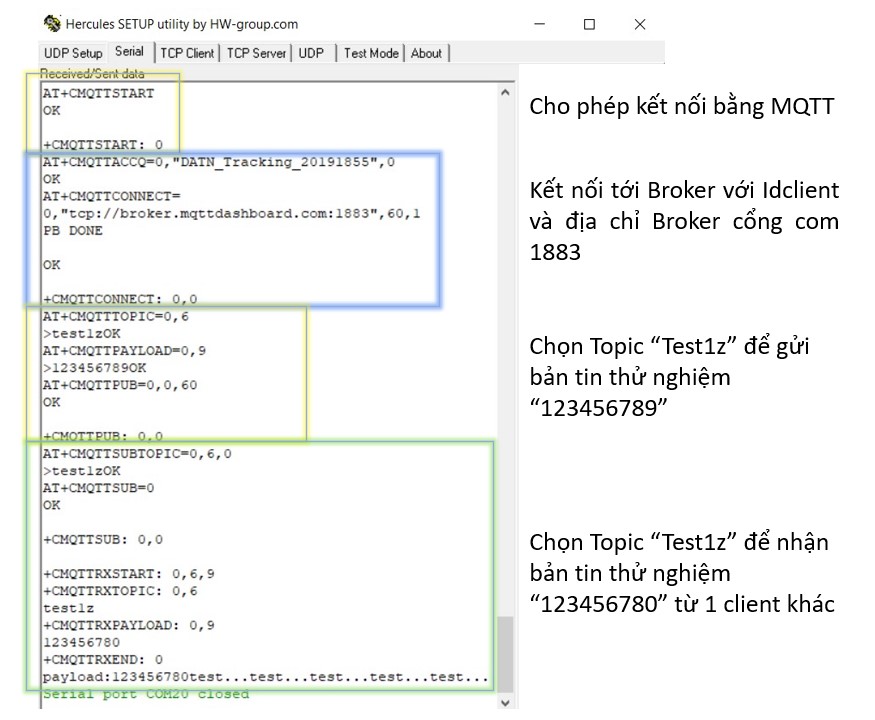 Hercules SETUP utility by HW-group.com
UDP Setup Serial TCP Client TCP Server UDP Test Mode About
Received/Sent data
AT+CMQTTSTART
OK
+CMQTTSTART: 0
AT+CMQTTACCQ=0,"DATN_Tracking_20191855",0
OK
AT+CMQTTCONNECT=
0,"tcp://broker.mqttdashboard.com:1883",60,1
PB DONE
OK
+CMQTTCONNECT: 0,0
AT+CMQTTTOPIC=0,6
>test1zOK
AT+CMQTTPAYLOAD=0,9
>123456789OK
AT+CMQTTPUB=0,0,60
OK
+CMQTTPUB: 0,0
AT+CMQTTSUBTOPIC=0,6,0
>test1zOK
AT+CMQTTSUB=0
OK
+CMQTTSUB: 0,0
+CMQTTRXSTART: 0,6,9
+CMQTTRXTOPIC: 0,6
test1z
+CMQTTRXPAYLOAD: 0,9
123456780
+CMQTTRXEND: 0
payload:123456780test...test...test...test...test...
Serial port COM20 closed
Cho phép kết nối bằng MQTT
Kết nối tới Broker với Idclient
và địa chỉ Broker cổng com
1883
Chọn Topic “Test1z” để gửi
bản tin thử nghiệm
“123456789”
Chọn Topic “Test1z” để nhận
bản tin thử nghiệm
“123456780” từ 1 client khác